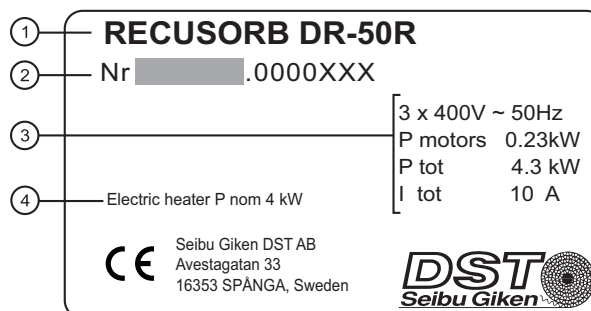 1 RECUSORB DR-50R
2 Nr .0000XXX
3 3 x 400V ~ 50Hz
P motors 0.23kW
P tot 4.3 kW
I tot 10 A
4 Electric heater P nom 4 kW
CE
Seibu Giken DST AB
Avestagatan 33
16353 SPÅNGA, Sweden
DST
Seibu Giken